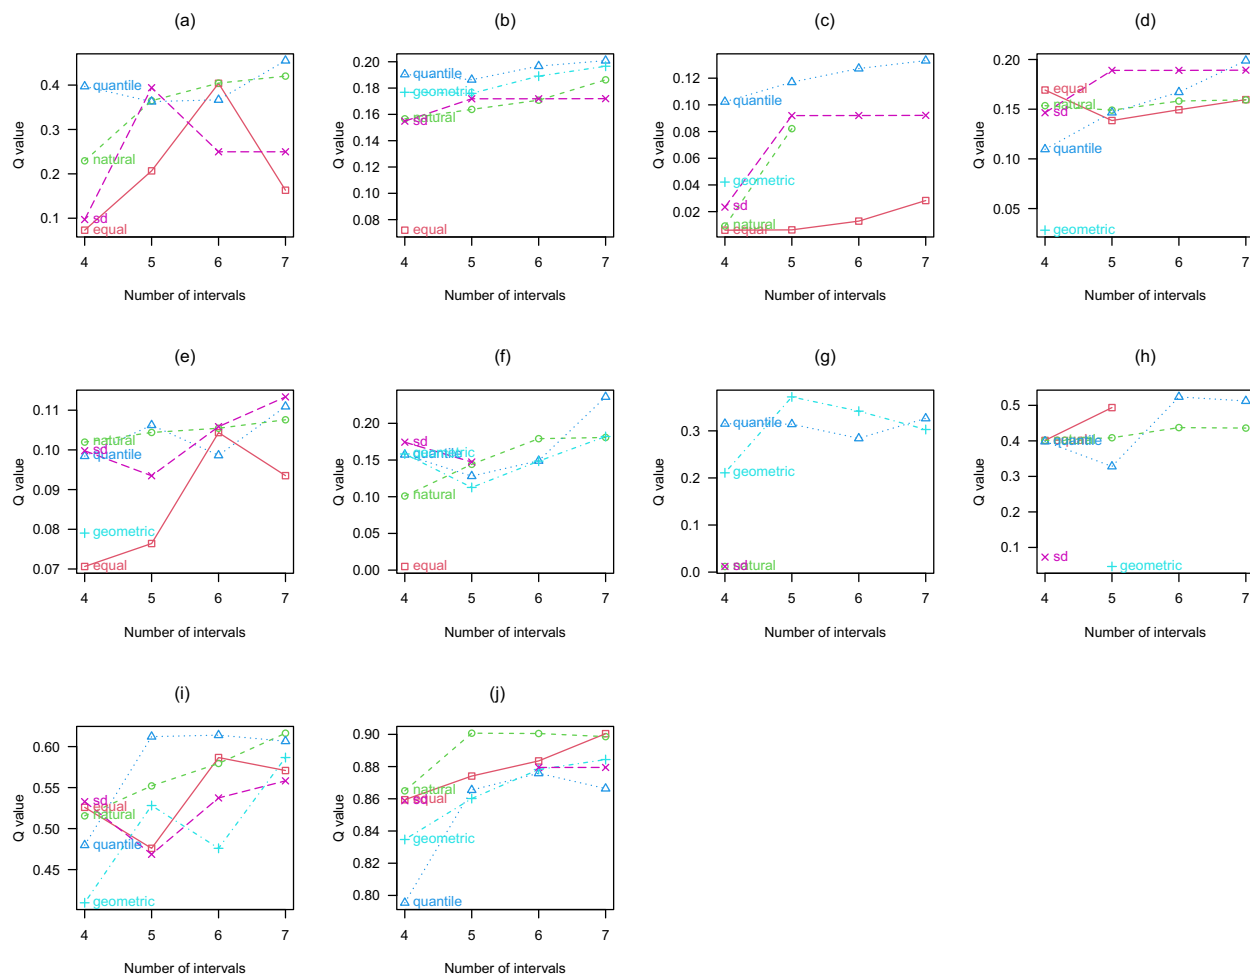 (a)
(b)
(c)
(d)
Q value
0.4
0.3
0.2
0.1
quantile
natural
sd
equal
4 5 6 7
Number of intervals
Q value
0.20
0.18
0.16
0.14
0.12
0.10
0.08
quantile
geometric
natural
sd
equal
4 5 6 7
Number of intervals
Q value
0.12
0.10
0.08
0.06
0.04
0.02
quantile
geometric
sd
natural
equal
4 5 6 7
Number of intervals
Q value
0.20
0.15
0.10
0.05
equal
natural
sd
quantile
geometric
4 5 6 7
Number of intervals
(e)
(f)
(g)
(h)
Q value
0.11
0.10
0.09
0.08
0.07
natural
sd
quantile
geometric
equal
4 5 6 7
Number of intervals
Q value
0.20
0.15
0.10
0.05
0.00
sd
geometric
quantile
natural
equal
4 5 6 7
Number of intervals
Q value
0.3
0.2
0.1
0.0
quantile
geometric
natural
sd
4 5 6 7
Number of intervals
Q value
0.5
0.4
0.3
0.2
0.1
equal
natural
quantile
sd
geometric
4 5 6 7
Number of intervals
(i)
(j)
Q value
0.60
0.55
0.50
0.45
sd
equal
natural
quantile
geometric
4 5 6 7
Number of intervals
Q value
0.90
0.88
0.86
0.84
0.82
0.80
natural
equal
sd
geometric
quantile
4 5 6 7
Number of intervals